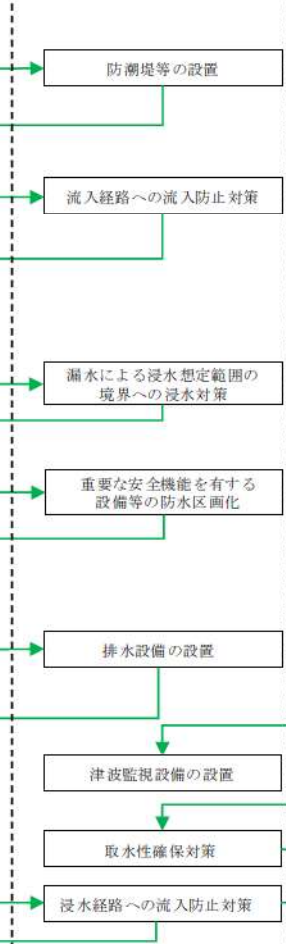 防潮堤等の設置
流入経路への流入防止対策
漏水による浸水想定範囲の
境界への浸水対策
重要な安全機能を有する
設備等の防水区画化
排水設備の設置
津波監視設備の設置
取水性確保対策
浸水経路への流入防止対策